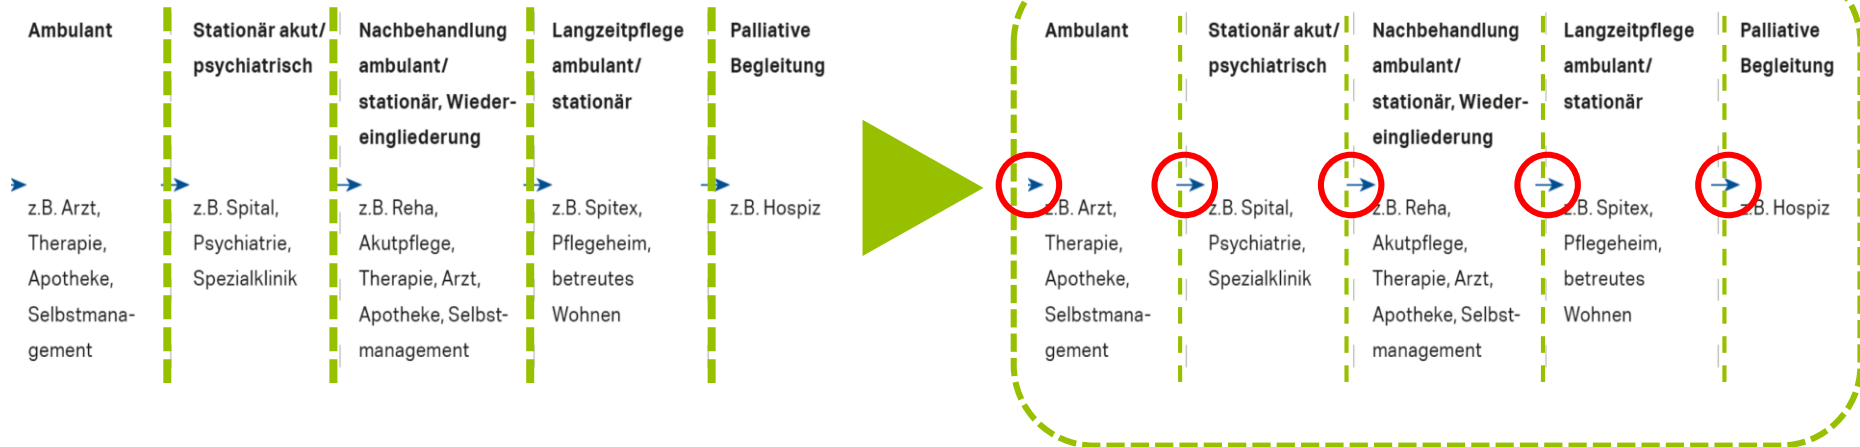 Ambulant
Stationär akut/
psychiatrisch
Nachbehandlung
ambulant/
stationär, Wieder-
eingliederung
Langzeitpflege
ambulant/
stationär
Palliative
Begleitung
z.B. Arzt,
Therapie,
Apotheke,
Selbstmana-
gement
z.B. Spital,
Psychiatrie,
Spezialklinik
z.B. Reha,
Akutpflege,
Therapie, Arzt,
Apotheke, Selbst-
management
z.B. Spitex,
Pflegeheim,
betreutes
Wohnen
z.B. Hospiz
Ambulant
Stationär akut/
psychiatrisch
Nachbehandlung
ambulant/
stationär, Wieder-
eingliederung
Langzeitpflege
ambulant/
stationär
Palliative
Begleitung
z.B. Arzt,
Therapie,
Apotheke,
Selbstmana-
gement
z.B. Spital,
Psychiatrie,
Spezialklinik
z.B. Reha,
Akutpflege,
Therapie, Arzt,
Apotheke, Selbst-
management
z.B. Spitex,
Pflegeheim,
betreutes
Wohnen
z.B. Hospiz